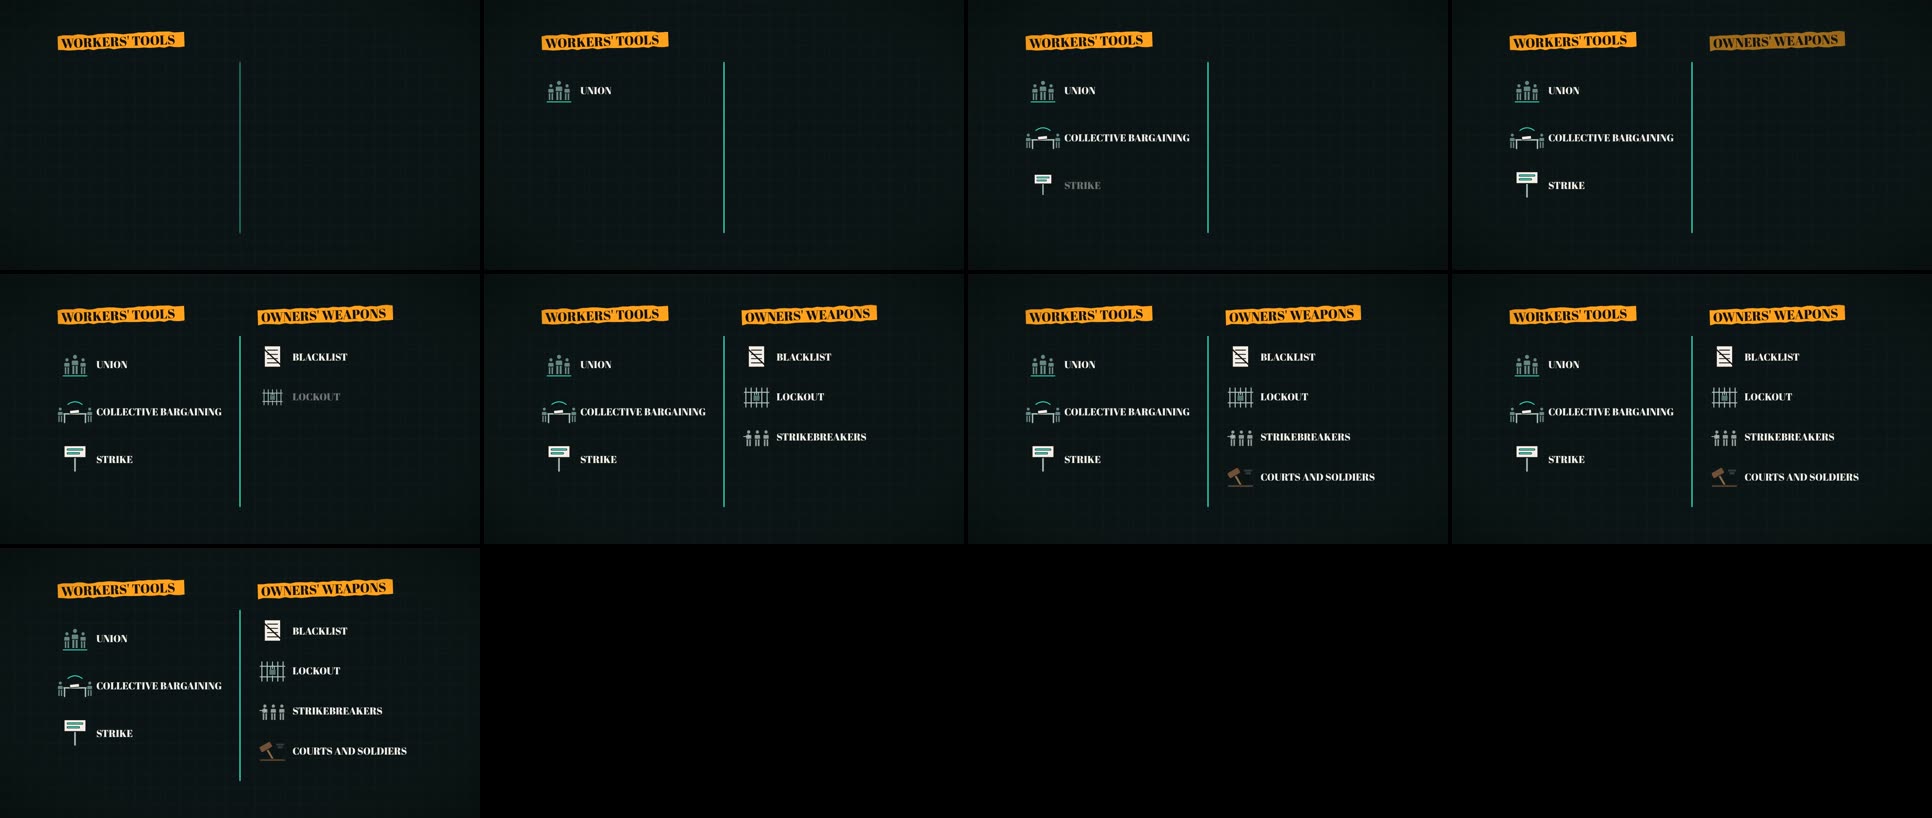 WORKERS' TOOLS
WORKERS' TOOLS
UNION
WORKERS' TOOLS
UNION
COLLECTIVE BARGAINING
STRIKE
WORKERS' TOOLS
OWNERS' WEAPONS
UNION
COLLECTIVE BARGAINING
STRIKE
WORKERS' TOOLS
UNION
COLLECTIVE BARGAINING
STRIKE
OWNERS' WEAPONS
BLACKLIST
LOCKOUT
WORKERS' TOOLS
UNION
COLLECTIVE BARGAINING
STRIKE
OWNERS' WEAPONS
BLACKLIST
LOCKOUT
STRIKEBREAKERS
WORKERS' TOOLS
UNION
COLLECTIVE BARGAINING
STRIKE
OWNERS' WEAPONS
BLACKLIST
LOCKOUT
STRIKEBREAKERS
COURTS AND SOLDIERS
WORKERS' TOOLS
UNION
COLLECTIVE BARGAINING
STRIKE
OWNERS' WEAPONS
BLACKLIST
LOCKOUT
STRIKEBREAKERS
COURTS AND SOLDIERS
WORKERS' TOOLS
UNION
COLLECTIVE BARGAINING
STRIKE
OWNERS' WEAPONS
BLACKLIST
LOCKOUT
STRIKEBREAKERS
COURTS AND SOLDIERS